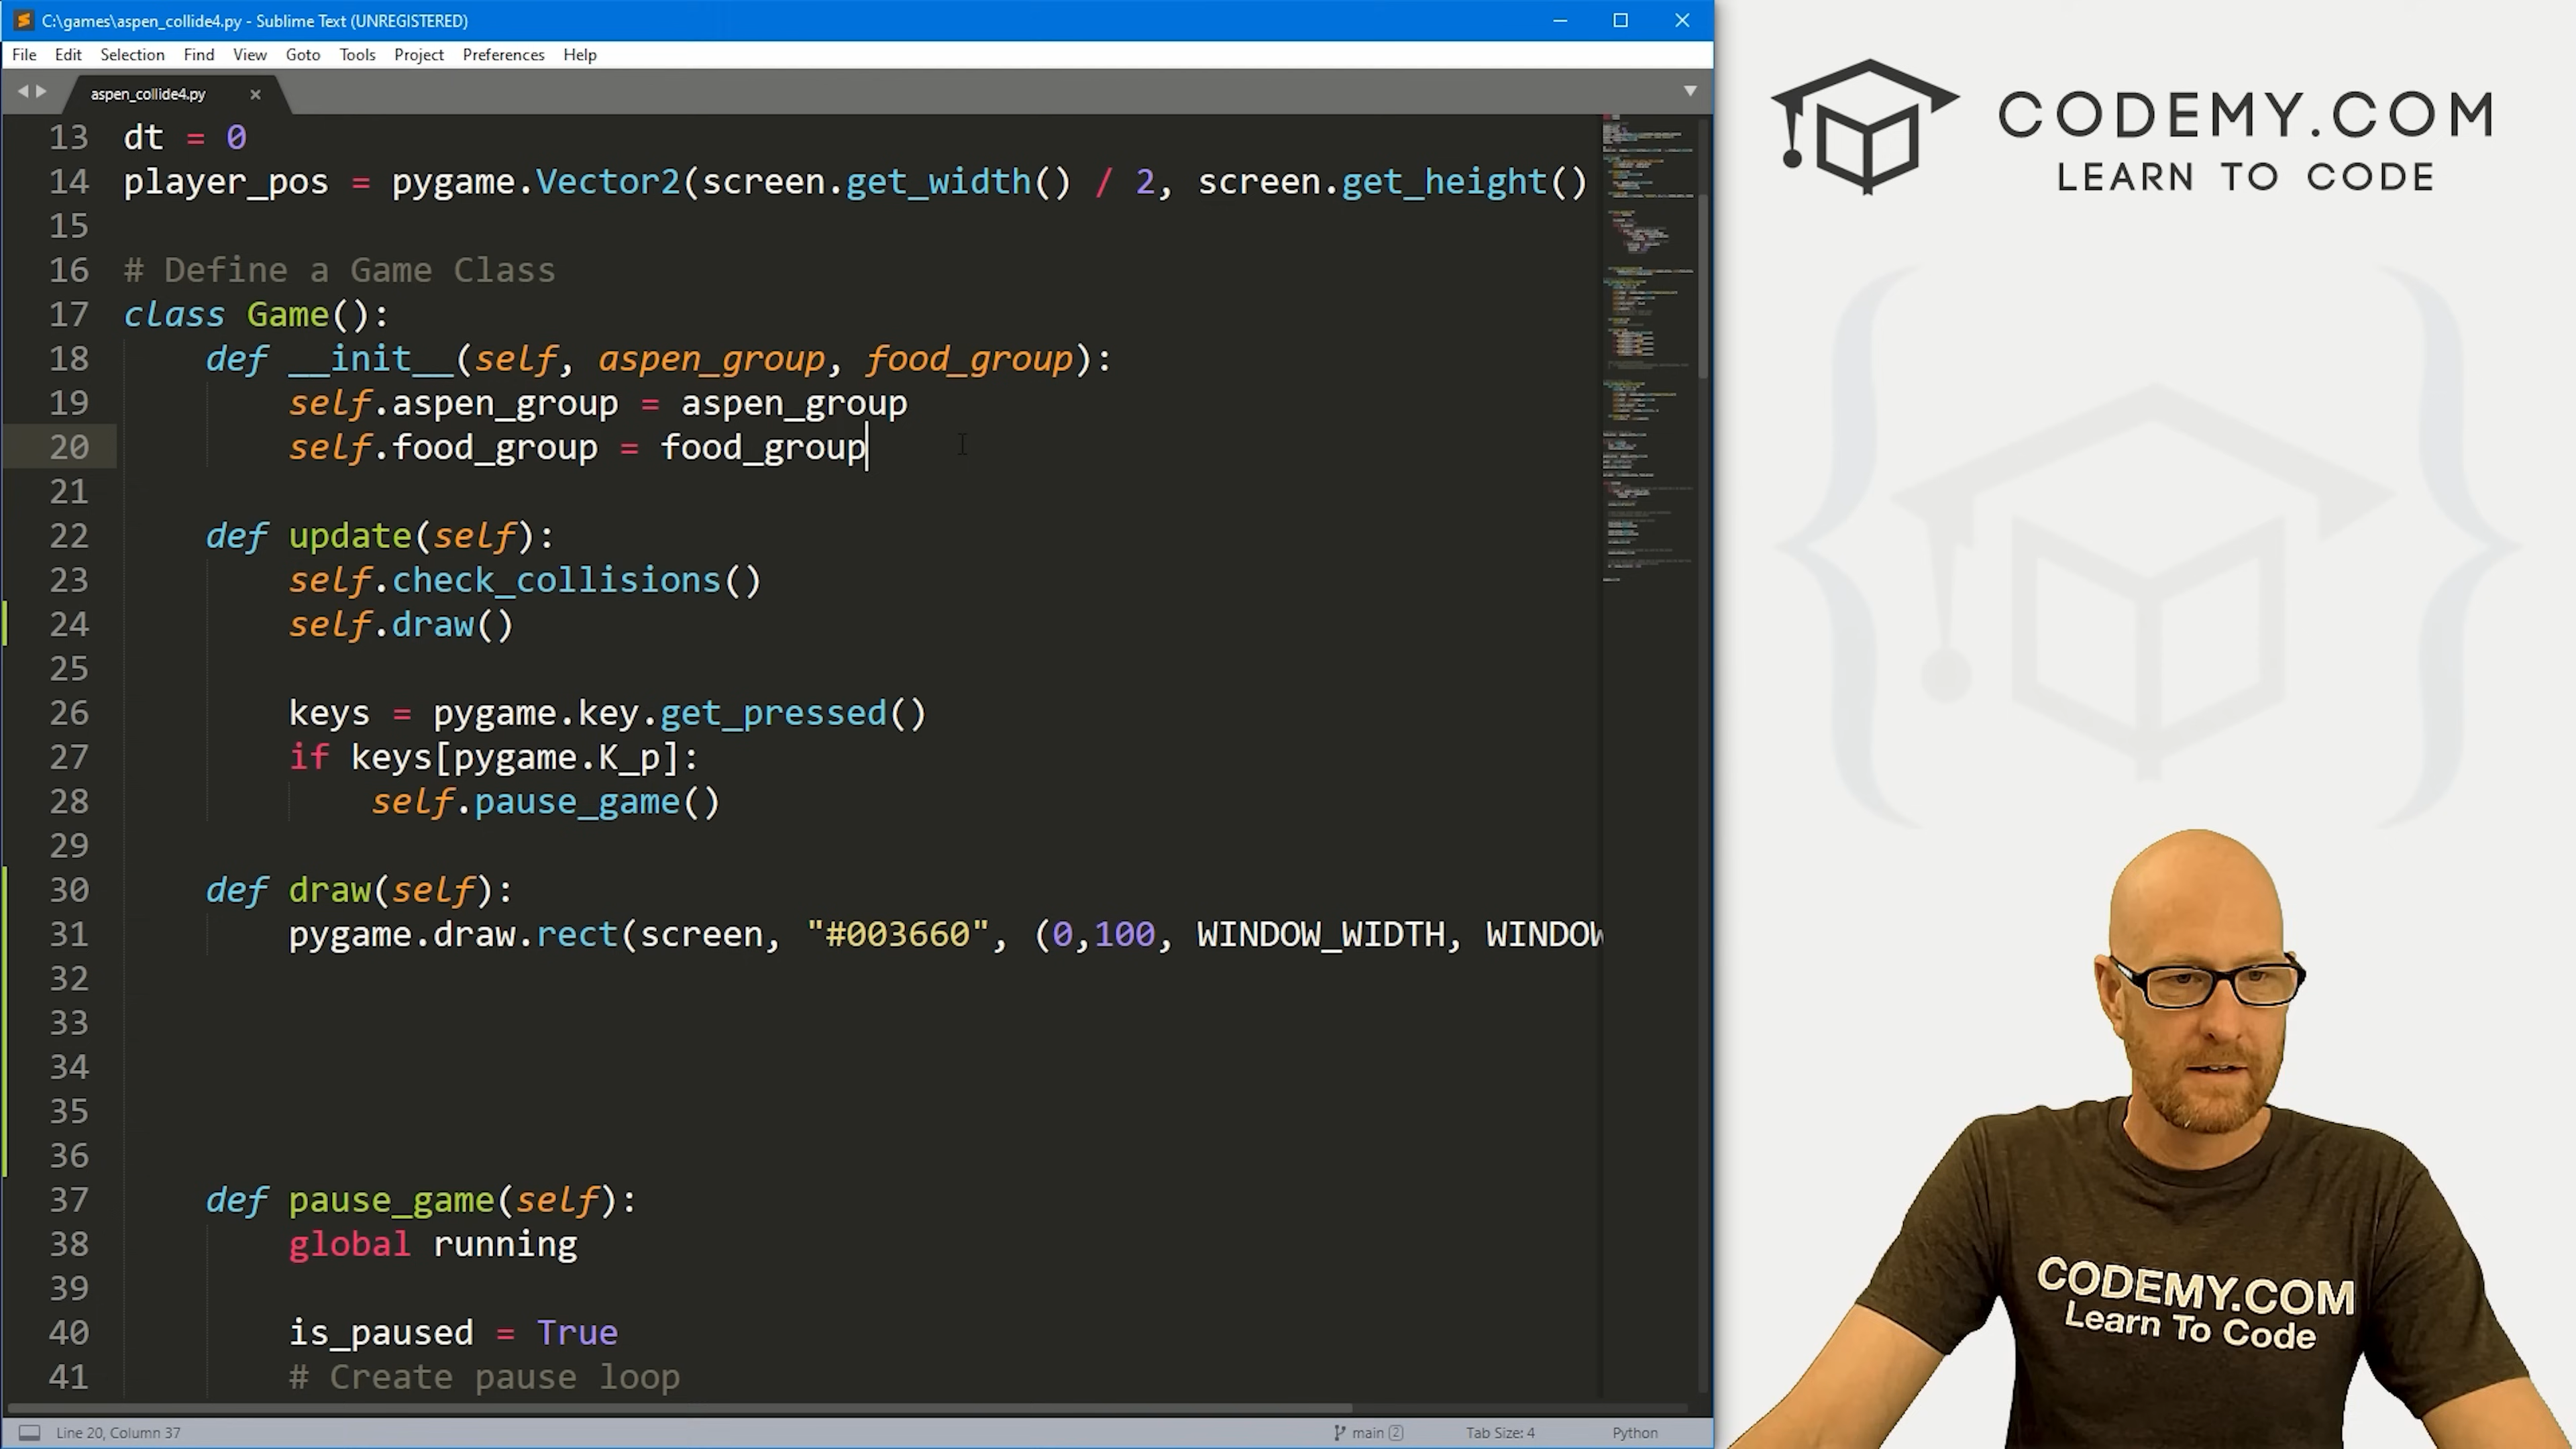 C:\games\aspen_collide4.py - Sublime Text (UNREGISTERED)
File Edit Selection Find View Goto Tools Project Preferences Help
aspen_collide4.py
13 dt = 0
14 player_pos = pygame.Vector2(screen.get_width() / 2, screen.get_height()
15
16 # Define a Game Class
17 class Game():
18 def __init__(self, aspen_group, food_group):
19 self.aspen_group = aspen_group
20 self.food_group = food_group
21
22 def update(self):
23 self.check_collisions()
24 self.draw()
25
26 keys = pygame.key.get_pressed()
27 if keys[pygame.K_p]:
28 self.pause_game()
29
30 def draw(self):
31 pygame.draw.rect(screen, "#003660", (0,100, WINDOW_WIDTH, WINDOW
32
33
34
35
36
37 def pause_game(self):
38 global running
39
40 is_paused = True
41 # Create pause loop
Line 20, Column 37 main 2 Tab Size: 4 Python
CODEMY.COM
LEARN TO CODE
CODEMY.COM
Learn To Code